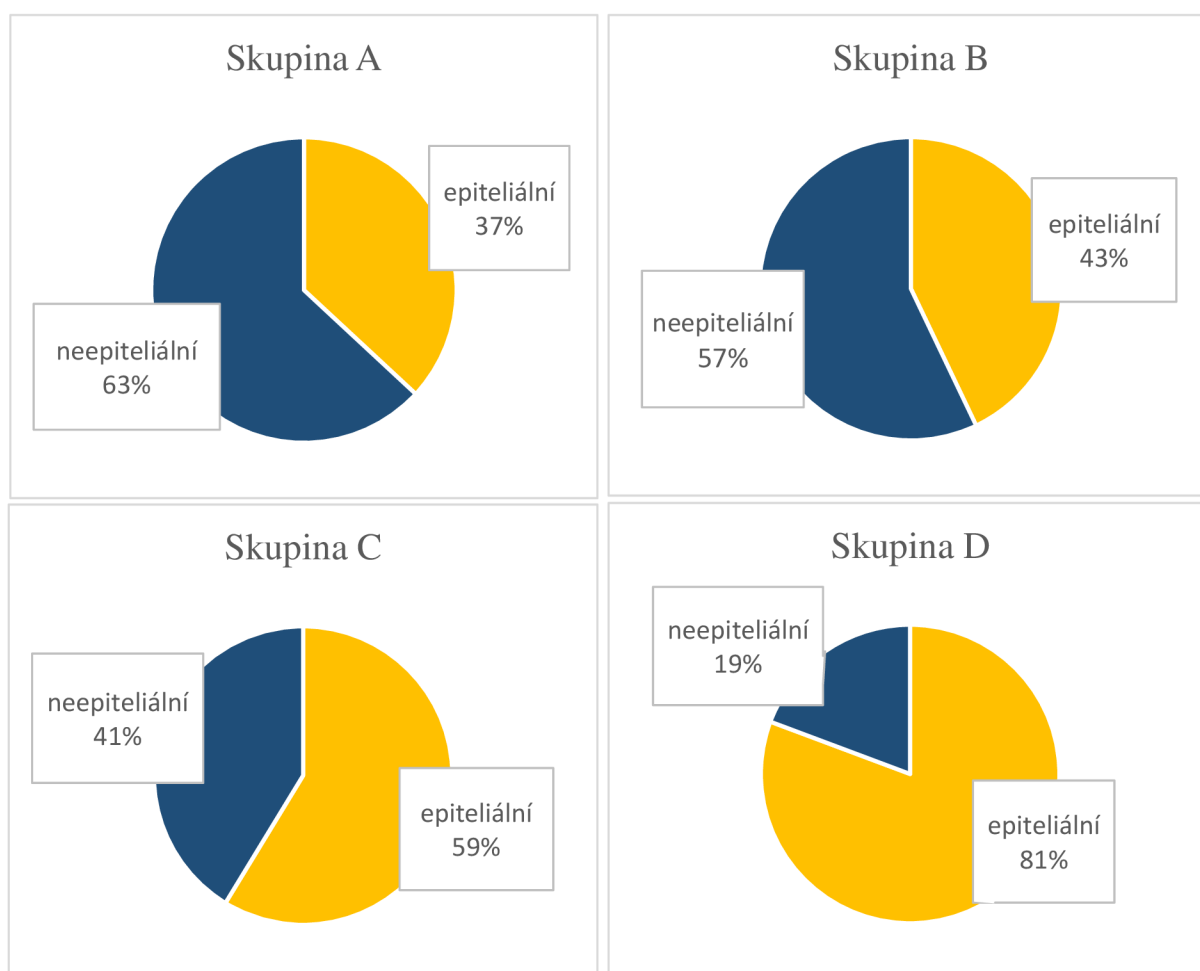 Skupina A
epiteliální
37%
neepiteliální
63%
Skupina B
epiteliální
43%
neepiteliální
57%
Skupina C
neepiteliální
41%
epiteliální
59%
Skupina D
neepiteliální
19%
epiteliální
81%